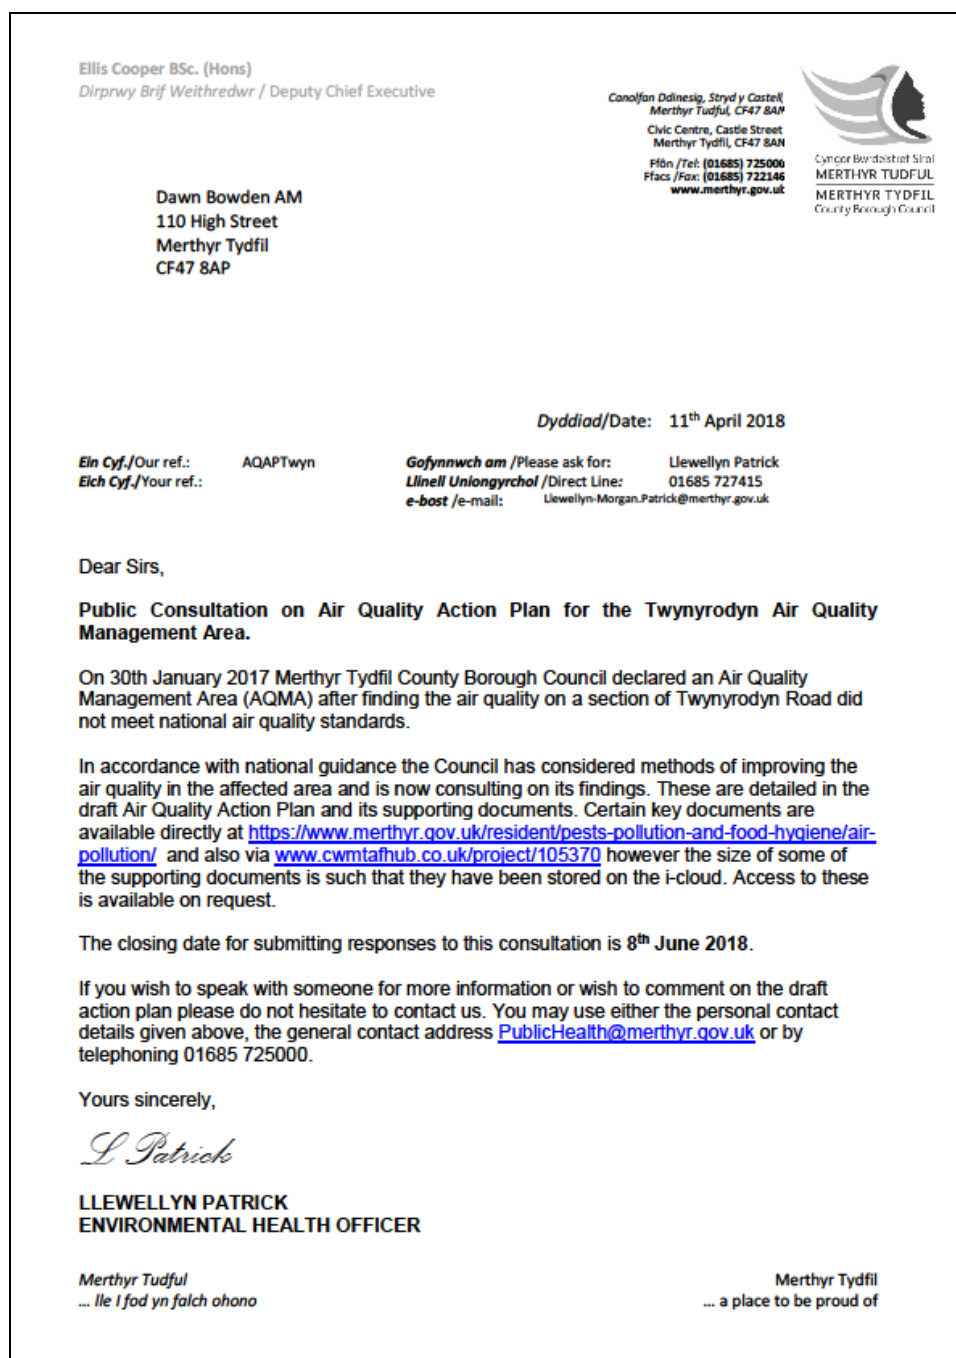 Ellis Cooper BSc. (Hons)
Dirprwy Brif Weithredwr / Deputy Chief Executive
Canolfan Ddinesig, Stryd y Castell,
Merthyr Tudful, CF47 8AN
Civic Centre, Castle Street
Merthyr Tydfil, CF47 8AN
Ffôn /Tel: (01685) 725000
Ffacs /Fax: (01685) 722146
www.merthyr.gov.uk
Cyngor Bwrdeistref Sirol
MERTHYR TUDFUL
MERTHYR TYDFIL
County Borough Council
Dawn Bowden AM
110 High Street
Merthyr Tydfil
CF47 8AP
Dyddiad/Date: 11th April 2018
Ein Cyf./Our ref.: AQAPTwyn Gofynnwch am /Please ask for: Llewellyn Patrick
Eich Cyf./Your ref.: Llinell Uniongyrchol /Direct Line: 01685 727415
e-bost /e-mail: Llewellyn-Morgan.Patrick@merthyr.gov.uk
Dear Sirs,
Public Consultation on Air Quality Action Plan for the Twynyrodyn Air Quality
Management Area.
On 30th January 2017 Merthyr Tydfil County Borough Council declared an Air Quality
Management Area (AQMA) after finding the air quality on a section of Twynyrodyn Road did
not meet national air quality standards.
In accordance with national guidance the Council has considered methods of improving the
air quality in the affected area and is now consulting on its findings. These are detailed in the
draft Air Quality Action Plan and its supporting documents. Certain key documents are
available directly at https://www.merthyr.gov.uk/resident/pests-pollution-and-food-hygiene/air-
pollution/ and also via www.cwmtafhub.co.uk/project/105370 however the size of some of
the supporting documents is such that they have been stored on the i-cloud. Access to these
is available on request.
The closing date for submitting responses to this consultation is 8th June 2018.
If you wish to speak with someone for more information or wish to comment on the draft
action plan please do not hesitate to contact us. You may use either the personal contact
details given above, the general contact address PublicHealth@merthyr.gov.uk or by
telephoning 01685 725000.
Yours sincerely,
L Patrick
LLEWELLYN PATRICK
ENVIRONMENTAL HEALTH OFFICER
Merthyr Tudful
... lle I fod yn falch ohono
Merthyr Tydfil
... a place to be proud of